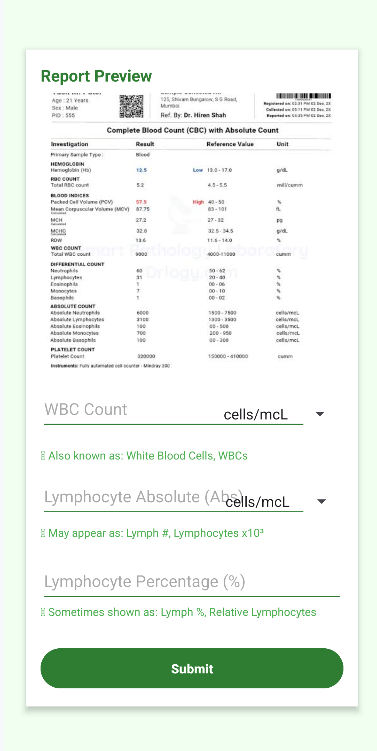 Report Preview
Age : 21 Years
Sex : Male
PID : 555
125, Shivam Bungalow, S G Road,
Mumbai
Ref. By: Dr. Hiren Shah
Registered on: 02:31 PM 02 Dec, 2X
Collected on: 03:11 PM 02 Dec, 2X
Reported on: 04:35 PM 02 Dec, 2X
Complete Blood Count (CBC) with Absolute Count
Investigation Result Reference Value Unit
Primary Sample Type : Blood
HEMOGLOBIN
Hemoglobin (Hb) 12.5 Low 13.0 - 17.0 g/dL
RBC COUNT
Total RBC count 5.2 4.5 - 5.5 mill/cumm
BLOOD INDICES
Packed Cell Volume (PCV) 57.5 High 40 - 50 %
Mean Corpuscular Volume (MCV) 87.75 83 - 101 fL
Calculated
MCH 27.2 27 - 32 pg
Calculated
MCHC 32.8 32.5 - 34.5 g/dL
Calculated
RDW 13.6 11.6 - 14.0 %
WBC COUNT
Total WBC count 9000 4000-11000 cumm
DIFFERENTIAL COUNT
Neutrophils 60 50 - 62 %
Lymphocytes 31 20 - 40 %
Eosinophils 1 00 - 06 %
Monocytes 7 00 - 10 %
Basophils 1 00 - 02 %
ABSOLUTE COUNT
Absolute Neutrophils 6000 1500 - 7500 cells/mcL
Absolute Lymphocytes 3100 1300 - 3500 cells/mcL
Absolute Eosinophils 100 00 - 500 cells/mcL
Absolute Monocytes 700 200 - 950 cells/mcL
Absolute Basophils 100 00 - 300 cells/mcL
PLATELET COUNT
Platelet Count 320000 150000 - 410000 cumm
Instruments: Fully automated cell counter - Mindray 300
WBC Count cells/mcL
Also known as: White Blood Cells, WBCs
Lymphocyte Absolute (Abs) cells/mcL
May appear as: Lymph #, Lymphocytes x10³
Lymphocyte Percentage (%)
Sometimes shown as: Lymph %, Relative Lymphocytes
Submit